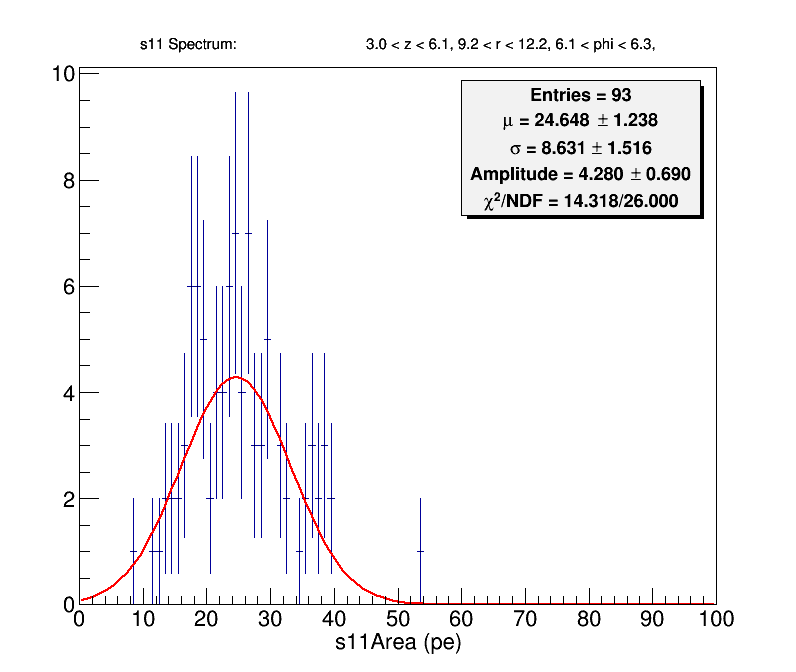 s11 Spectrum: 3.0 < z < 6.1, 9.2 < r < 12.2, 6.1 < phi < 6.3,
Entries = 93
μ = 24.648 ± 1.238
σ = 8.631 ± 1.516
Amplitude = 4.280 ± 0.690
χ²/NDF = 14.318/26.000
10
8
6
4
2
0
0 10 20 30 40 50 60 70 80 90 100
s11Area (pe)